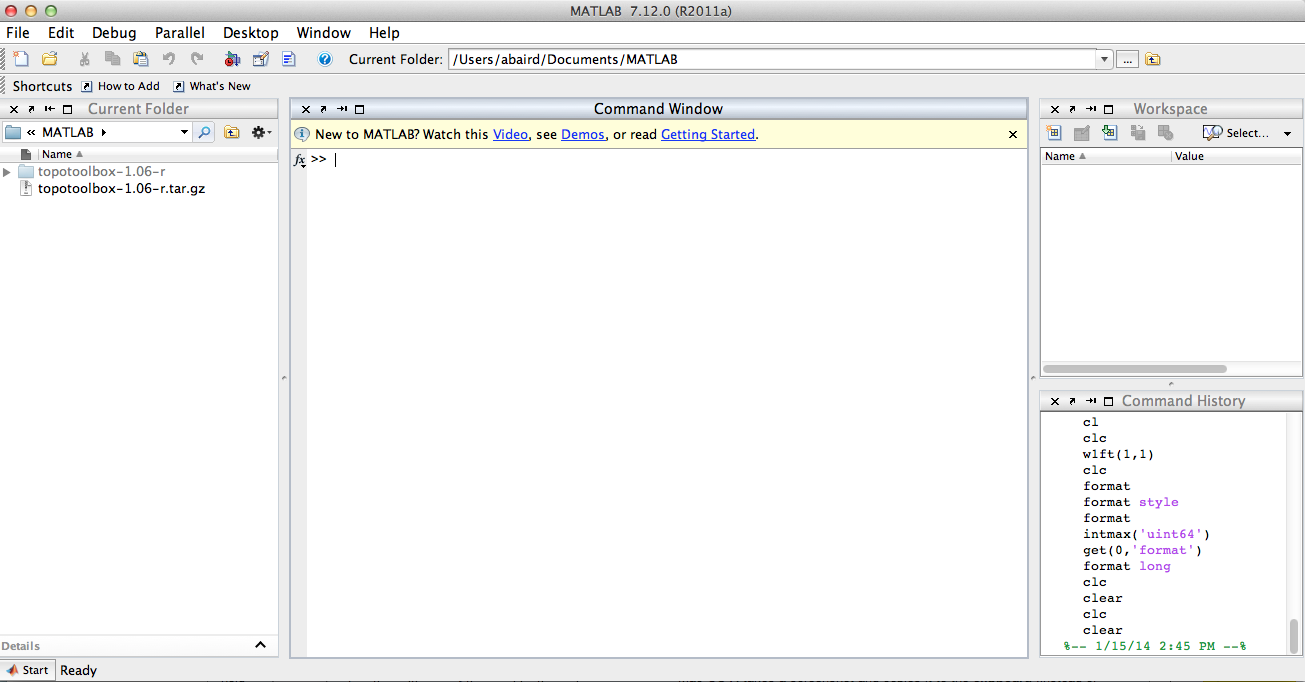 MATLAB 7.12.0 (R2011a)
File Edit Debug Parallel Desktop Window Help
Current Folder: /Users/abaird/Documents/MATLAB ...
Shortcuts How to Add What's New
Current Folder
« MATLAB
Name
topotoolbox-1.06-r
topotoolbox-1.06-r.tar.gz
Details
Command Window
New to MATLAB? Watch this Video, see Demos, or read Getting Started.
fx >>
Workspace
Select...
Name Value
Command History
cl
clc
wlft(1,1)
clc
format
format style
format
intmax('uint64')
get(0,'format')
format long
clc
clear
clc
clear
%-- 1/15/14 2:45 PM --%
Start Ready